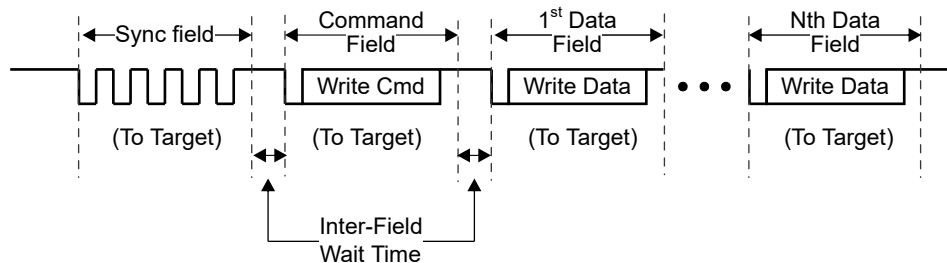 Sync field
Command
Field
1st Data
Field
Nth Data
Field
Write Cmd
Write Data
Write Data
(To Target)
(To Target)
(To Target)
(To Target)
Inter-Field
Wait Time